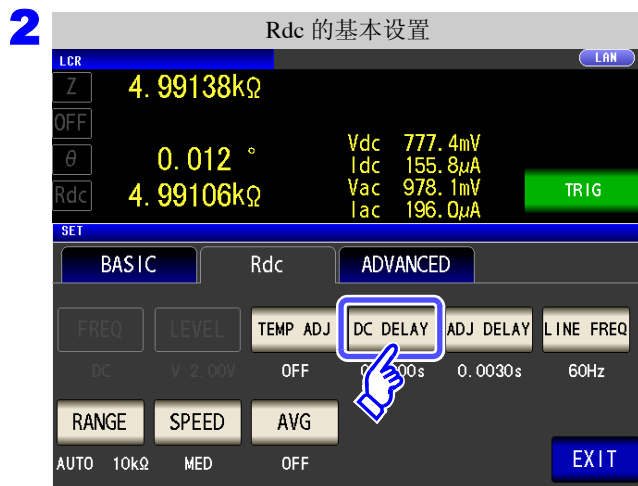 2
Rdc 的基本设置
LCR
LAN
Z 4.99138kΩ
OFF
θ 0.012 °
Rdc 4.99106kΩ
Vdc 777.4mV
Idc 155.8μA
Vac 978.1mV
Iac 196.0μA
TRIG
SET
BASIC Rdc ADVANCED
FREQ LEVEL TEMP ADJ DC DELAY ADJ DELAY LINE FREQ
DC V 2.00V OFF 0.0030s 60Hz
RANGE SPEED AVG
AUTO 10kΩ MED OFF
EXIT